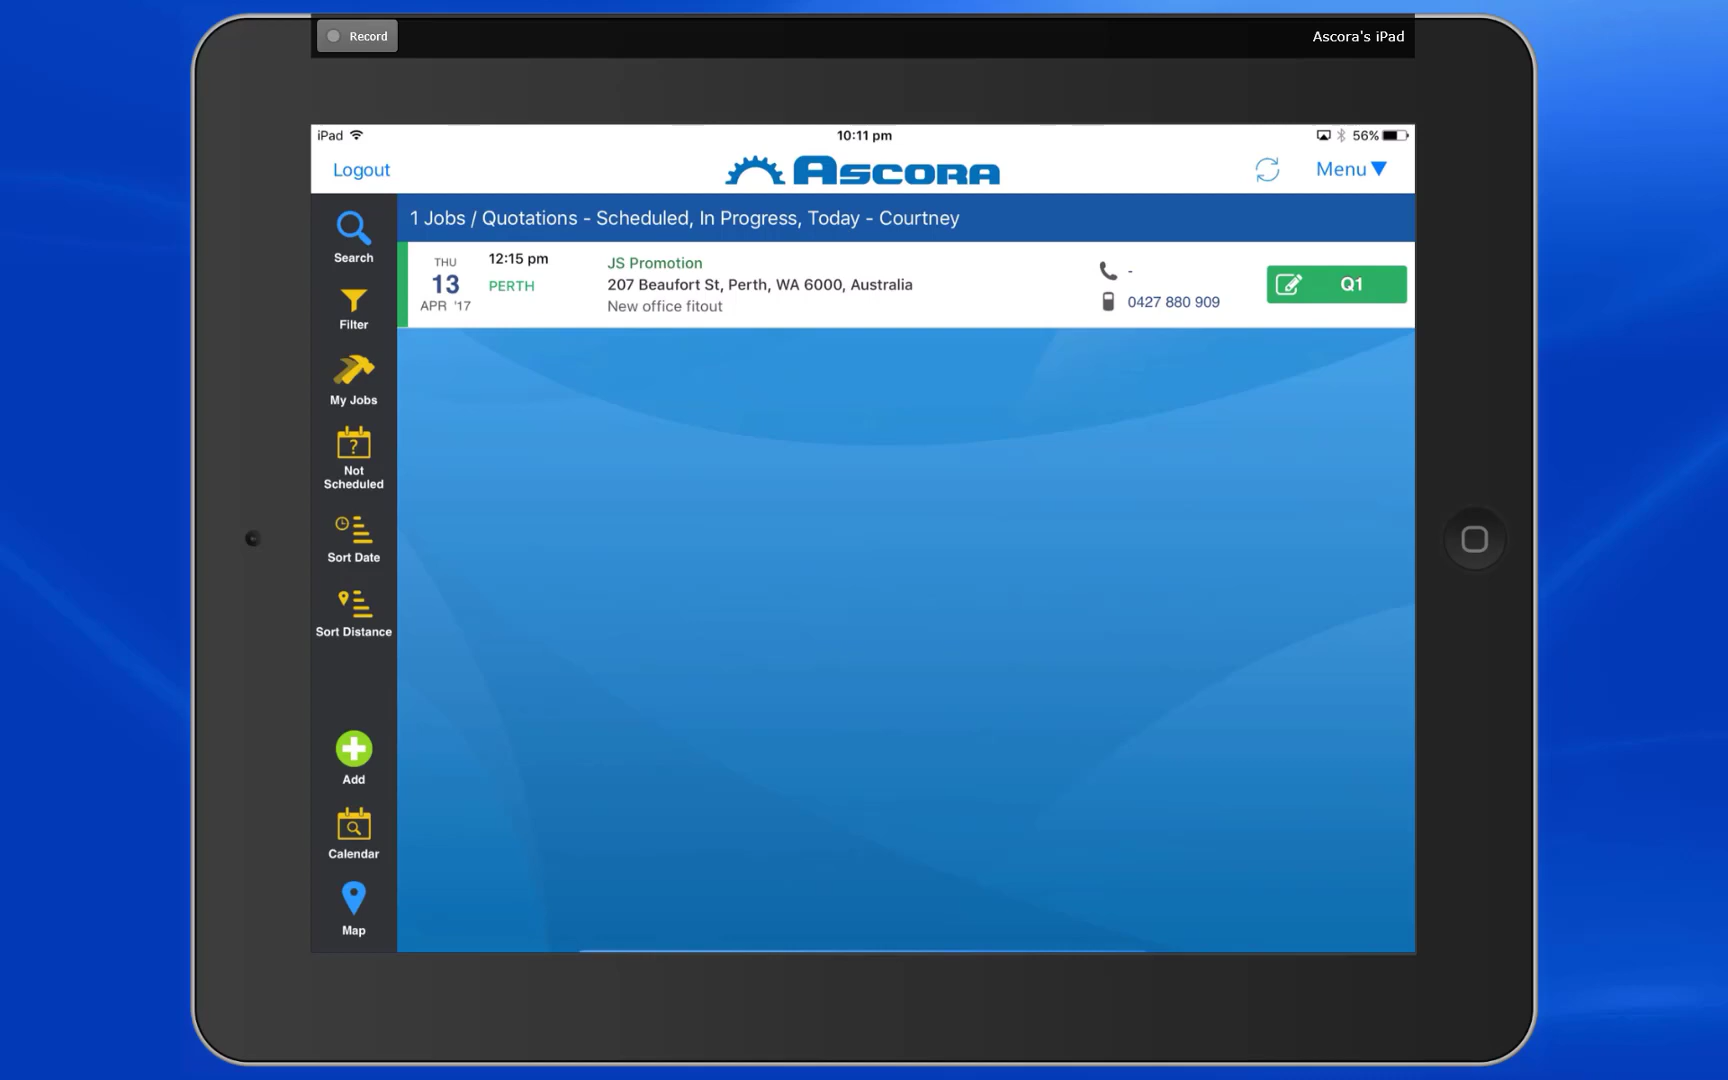 Record
Ascora's iPad
iPad
10:11 pm
56%
Logout
ASCORA
Menu▼
1 Jobs / Quotations - Scheduled, In Progress, Today - Courtney
Search
Filter
My Jobs
?
Not
Scheduled
Sort Date
Sort Distance
Add
Calendar
Map
THU
13
APR '17
12:15 pm
PERTH
JS Promotion
207 Beaufort St, Perth, WA 6000, Australia
New office fitout
-
0427 880 909
Q1